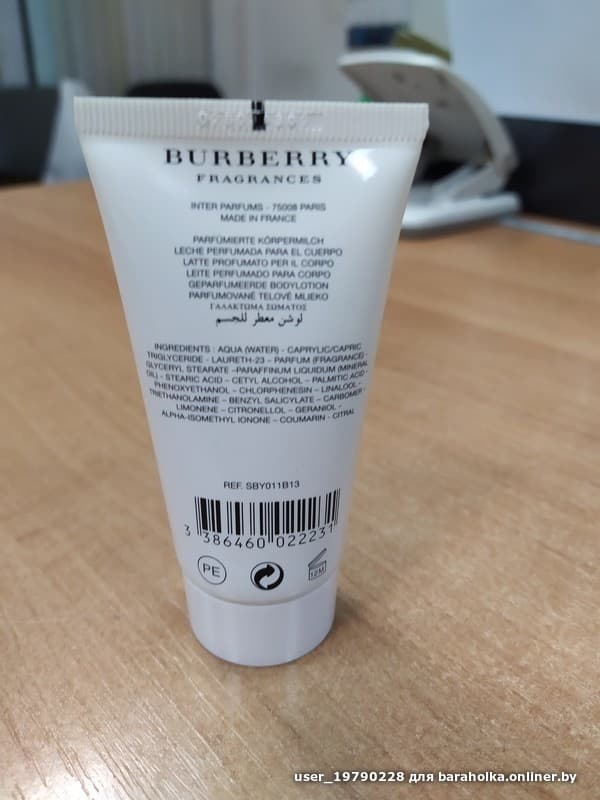 BURBERRY
FRAGRANCES
INTER PARFUMS - 75008 PARIS
MADE IN FRANCE
PARFÜMIERTE KÖRPERMILCH
LECHE PERFUMADA PARA EL CUERPO
LATTE PROFUMATO PER IL CORPO
LEITE PERFUMADO PARA CORPO
GEPARFUMEERDE BODYLOTION
PARFUMOVANÉ TELOVÉ MLIEKO
ΓΑΛΑΚΤΩΜΑ ΣΩΜΑΤΟΣ
لوشن معطر للجسم
INGREDIENTS : AQUA (WATER) - CAPRYLIC/CAPRIC
TRIGLYCERIDE - LAURETH-23 – PARFUM (FRAGRANCE) -
GLYCERYL STEARATE –PARAFFINUM LIQUIDUM (MINERAL
OIL) - STEARIC ACID – CETYL ALCOHOL – PALMITIC ACID -
PHENOXYETHANOL – CHLORPHENESIN – LINALOOL -
TRIETHANOLAMINE – BENZYL SALICYLATE – CARBOMER -
LIMONENE – CITRONELLOL – GERANIOL -
ALPHA-ISOMETHYL IONONE – COUMARIN - CITRAL
REF. SBY011B13
3 386460 022231
PE
12M
user_19790228 для baraholka.onliner.by